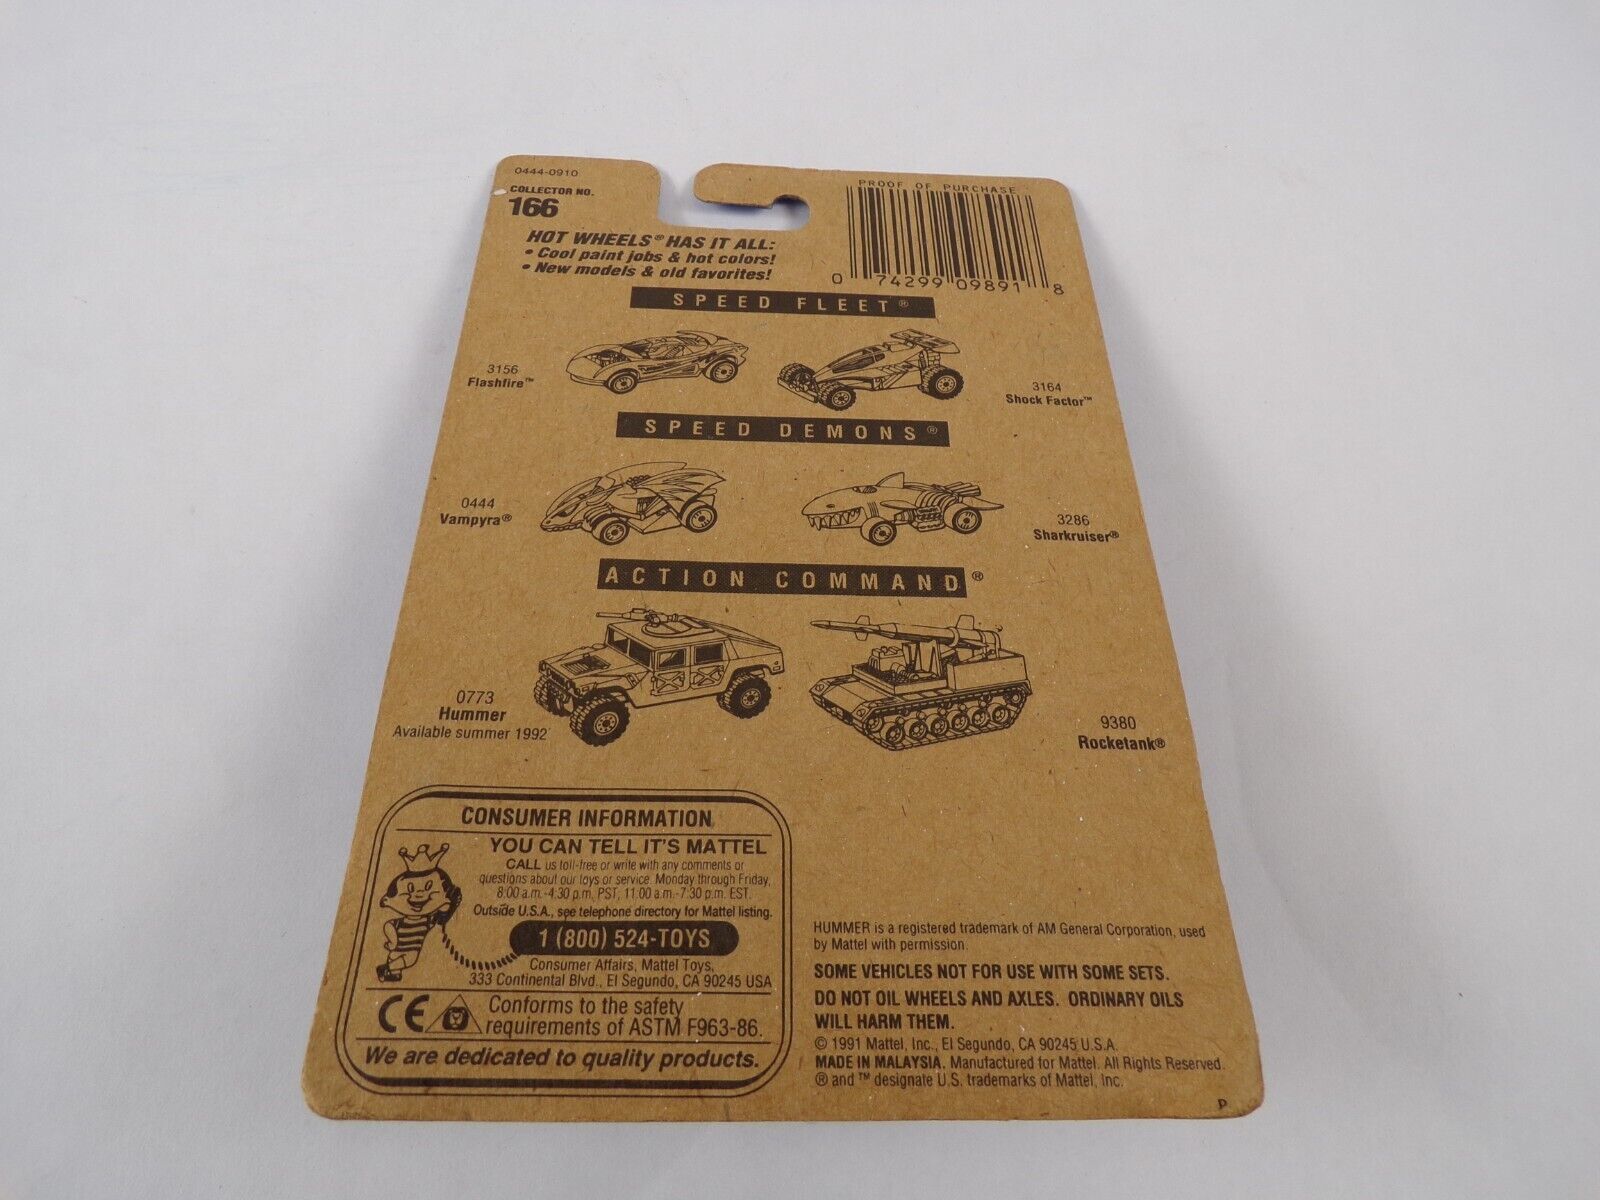 0444-0910
COLLECTOR NO.
166
PROOF OF PURCHASE
0 74299 09891 8
HOT WHEELS® HAS IT ALL:
• Cool paint jobs & hot colors!
• New models & old favorites!
SPEED FLEET®
3156
Flashfire™
3164
Shock Factor™
SPEED DEMONS®
0444
Vampyra®
3286
Sharkruiser®
ACTION COMMAND®
0773
Hummer
Available summer 1992
9380
Rocketank®
CONSUMER INFORMATION
YOU CAN TELL IT'S MATTEL
CALL us toll-free or write with any comments or
questions about our toys or service. Monday through Friday,
8:00 a.m.-4:30 p.m. PST, 11:00 a.m.-7:30 p.m. EST.
Outside U.S.A., see telephone directory for Mattel listing.
1 (800) 524-TOYS
Consumer Affairs, Mattel Toys,
333 Continental Blvd., El Segundo, CA 90245 USA
CE Conforms to the safety
requirements of ASTM F963-86.
We are dedicated to quality products.
HUMMER is a registered trademark of AM General Corporation, used
by Mattel with permission.
SOME VEHICLES NOT FOR USE WITH SOME SETS.
DO NOT OIL WHEELS AND AXLES. ORDINARY OILS
WILL HARM THEM.
© 1991 Mattel, Inc., El Segundo, CA 90245 U.S.A.
MADE IN MALAYSIA. Manufactured for Mattel. All Rights Reserved.
® and ™ designate U.S. trademarks of Mattel, Inc.
P